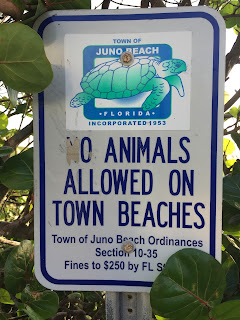 TOWN OF
JUNO BEACH
FLORIDA
INCORPORATED 1953
NO ANIMALS
ALLOWED ON
TOWN BEACHES
Town of Juno Beach Ordinances
Section 10-35
Fines to $250 by FL